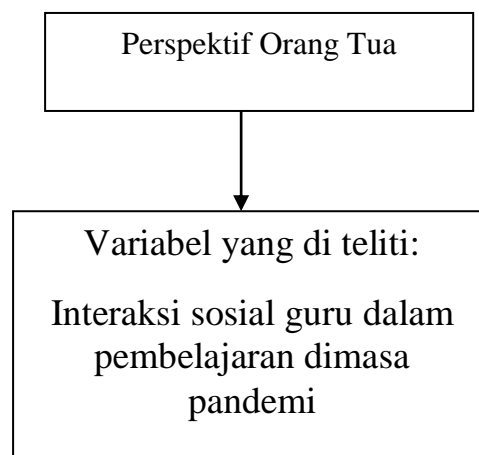 Perspektif Orang Tua
Variabel yang di teliti:
Interaksi sosial guru dalam
pembelajaran dimasa
pandemi